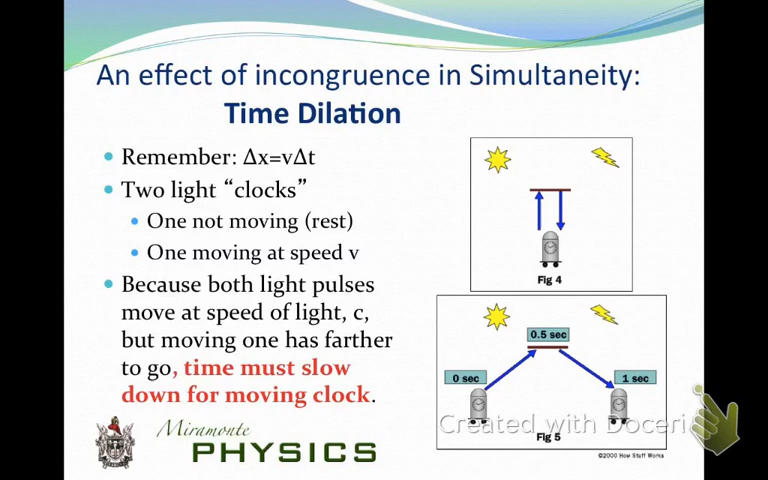 An effect of incongruence in Simultaneity:
Time Dilation
• Remember: Δx=vΔt
• Two light “clocks”
• One not moving (rest)
• One moving at speed v
• Because both light pulses
move at speed of light, c,
but moving one has farther
to go, time must slow
down for moving clock.
Fig 4
0.5 sec
0 sec
1 sec
Created with Doceri
Fig 5
©2000 How Stuff Works
Miramonte
PHYSICS